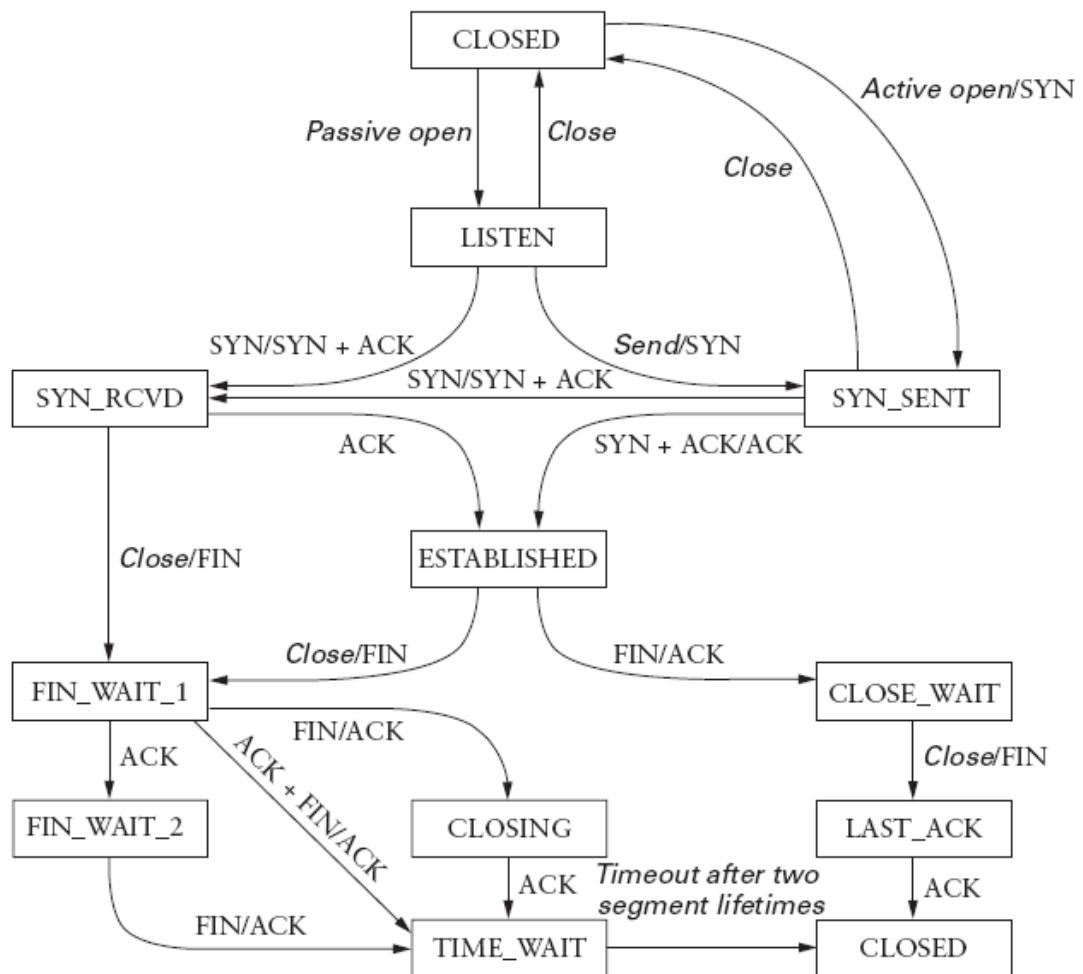 CLOSED
Active open/SYN
Passive open
Close
Close
LISTEN
SYN/SYN + ACK
Send/SYN
SYN/SYN + ACK
SYN_RCVD
SYN_SENT
ACK
SYN + ACK/ACK
Close/FIN
ESTABLISHED
Close/FIN
FIN/ACK
FIN_WAIT_1
CLOSE_WAIT
FIN/ACK
ACK
ACK + FIN/ACK
Close/FIN
FIN_WAIT_2
CLOSING
LAST_ACK
ACK
Timeout after two
segment lifetimes
ACK
FIN/ACK
TIME_WAIT
CLOSED